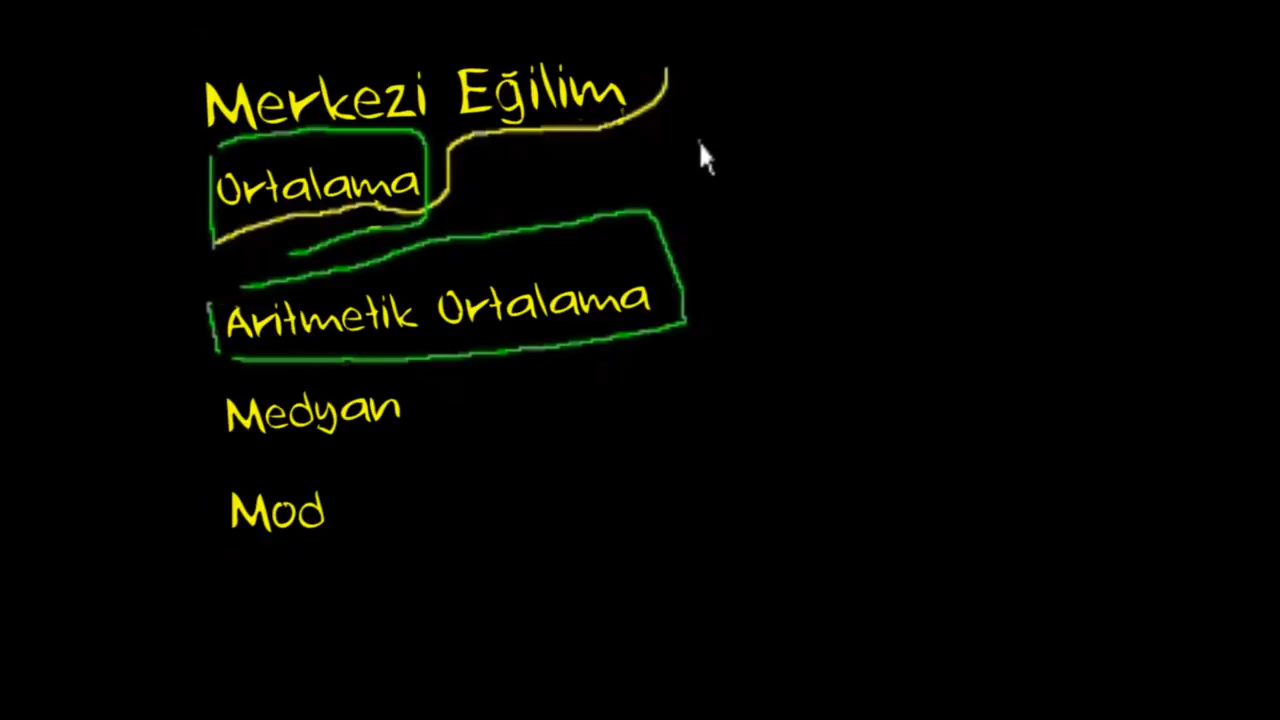 Merkezi Eğilim
Ortalama
Aritmetik Ortalama
Medyan
Mod